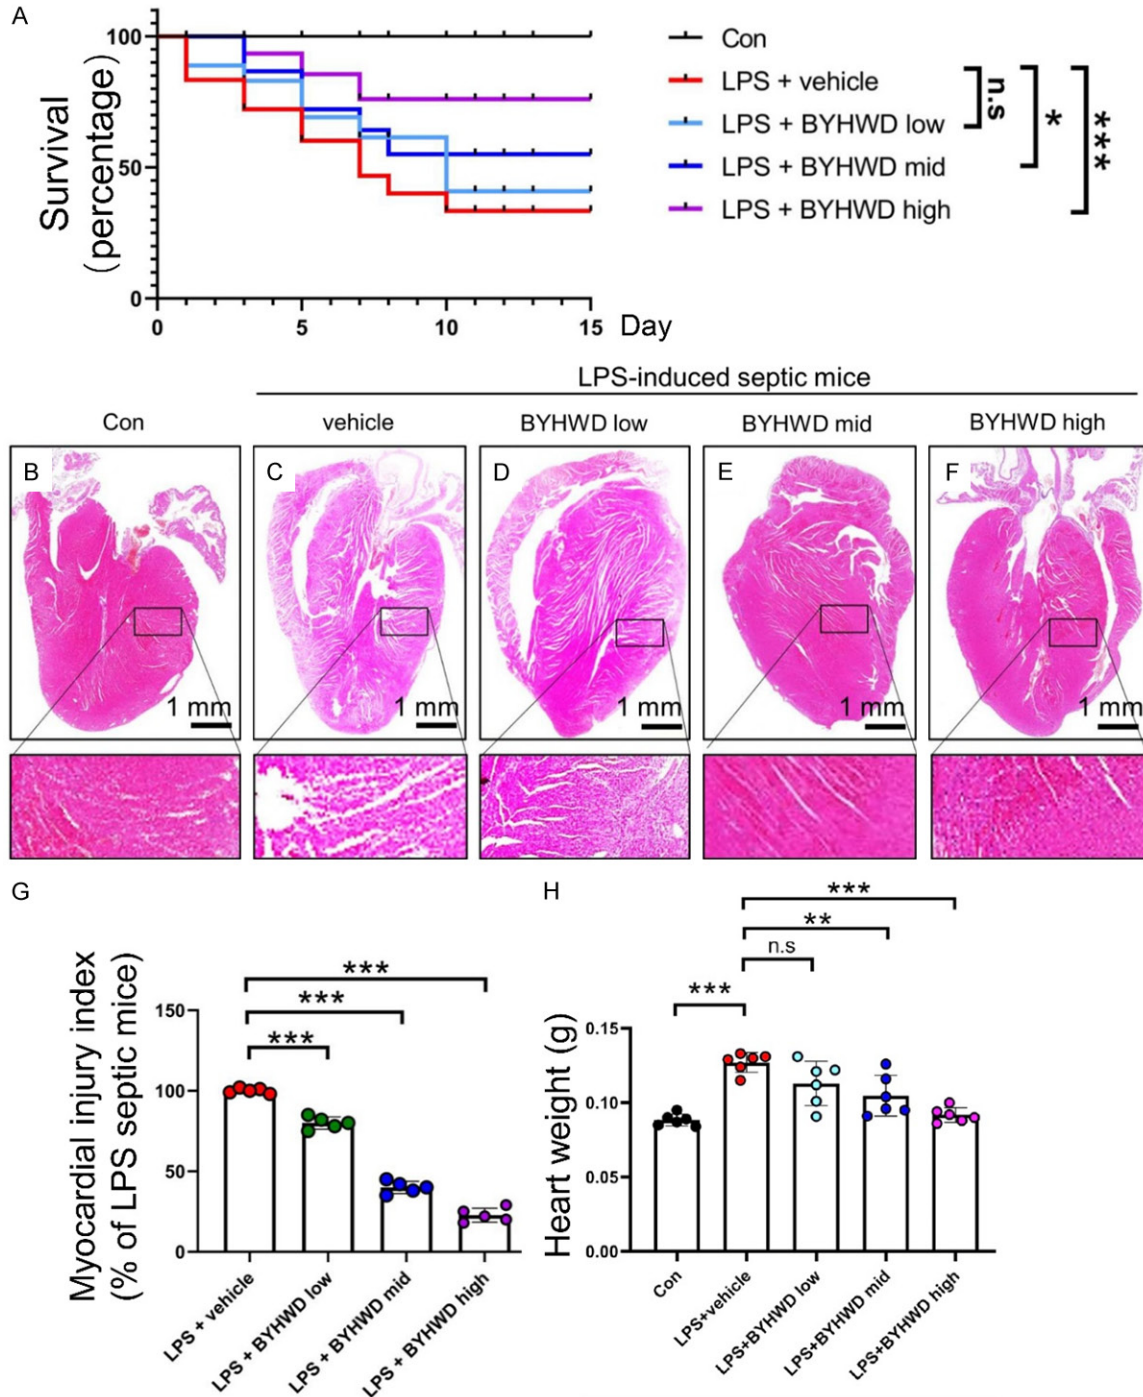 A
Survival
(percentage)
100
50
0
0 5 10 15 Day
Con
LPS + vehicle
LPS + BYHWD low
LPS + BYHWD mid
LPS + BYHWD high
n.s
*
***
LPS-induced septic mice
Con vehicle BYHWD low BYHWD mid BYHWD high
B C D E F
1 mm 1 mm 1 mm 1 mm 1 mm
G
Myocardial injury index
(% of LPS septic mice)
150
100
50
0
***
***
***
LPS + vehicle
LPS + BYHWD low
LPS + BYHWD mid
LPS + BYHWD high
H
Heart weight (g)
0.15
0.10
0.05
0.00
***
**
n.s
***
Con
LPS+vehicle
LPS+BYHWD low
LPS+BYHWD mid
LPS+BYHWD high